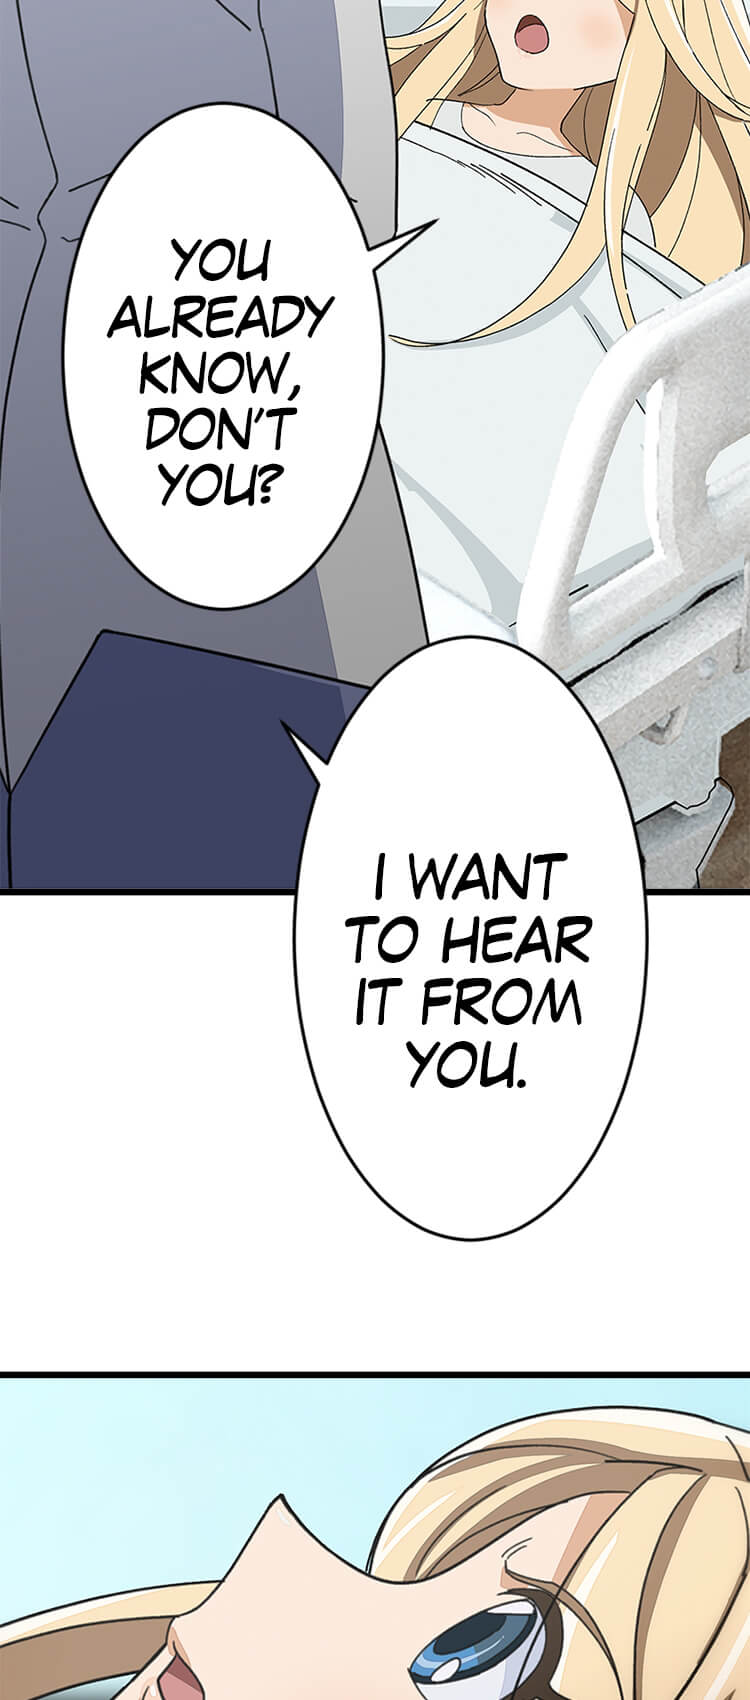 YOU
ALREADY
KNOW,
DON'T
YOU?
I WANT
TO HEAR
IT FROM
YOU.